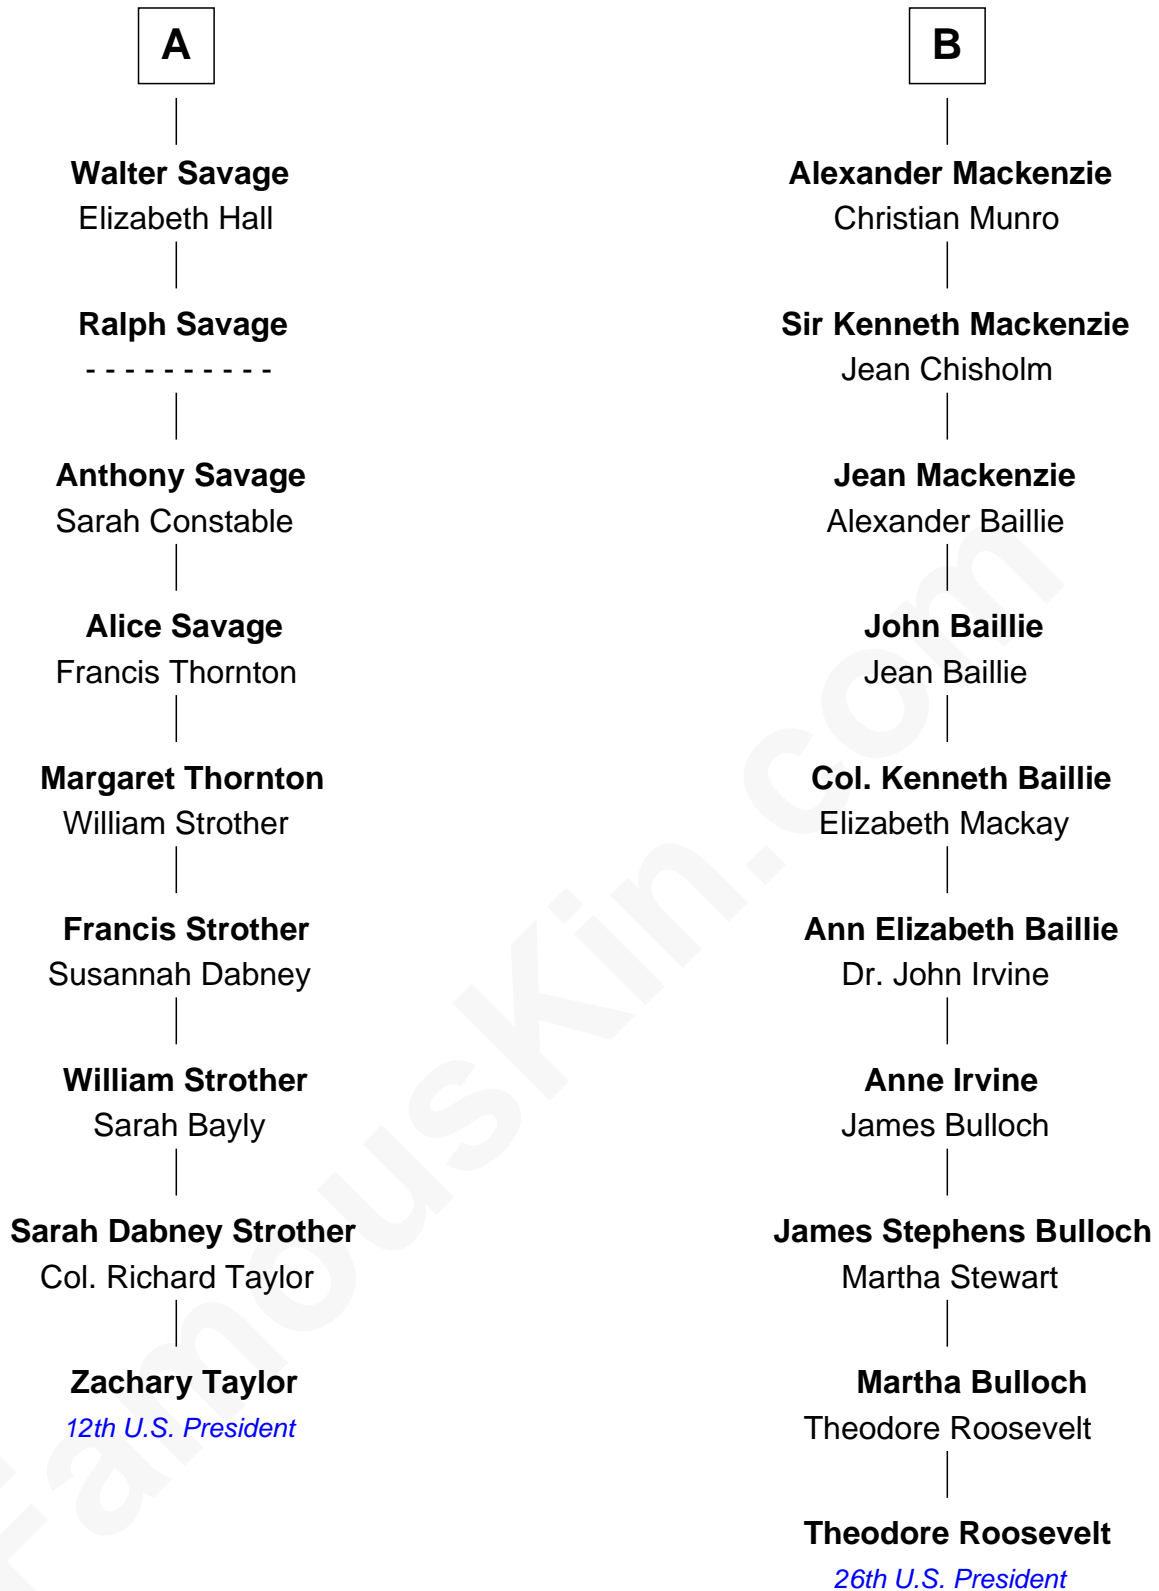 A
Walter Savage
Elizabeth Hall
Ralph Savage
- - - - - - - - - -
Anthony Savage
Sarah Constable
Alice Savage
Francis Thornton
Margaret Thornton
William Strother
Francis Strother
Susannah Dabney
William Strother
Sarah Bayly
Sarah Dabney Strother
Col. Richard Taylor
Zachary Taylor
12th U.S. President
B
Alexander Mackenzie
Christian Munro
Sir Kenneth Mackenzie
Jean Chisholm
Jean Mackenzie
Alexander Baillie
John Baillie
Jean Baillie
Col. Kenneth Baillie
Elizabeth Mackay
Ann Elizabeth Baillie
Dr. John Irvine
Anne Irvine
James Bulloch
James Stephens Bulloch
Martha Stewart
Martha Bulloch
Theodore Roosevelt
Theodore Roosevelt
26th U.S. President
FamousKin.com